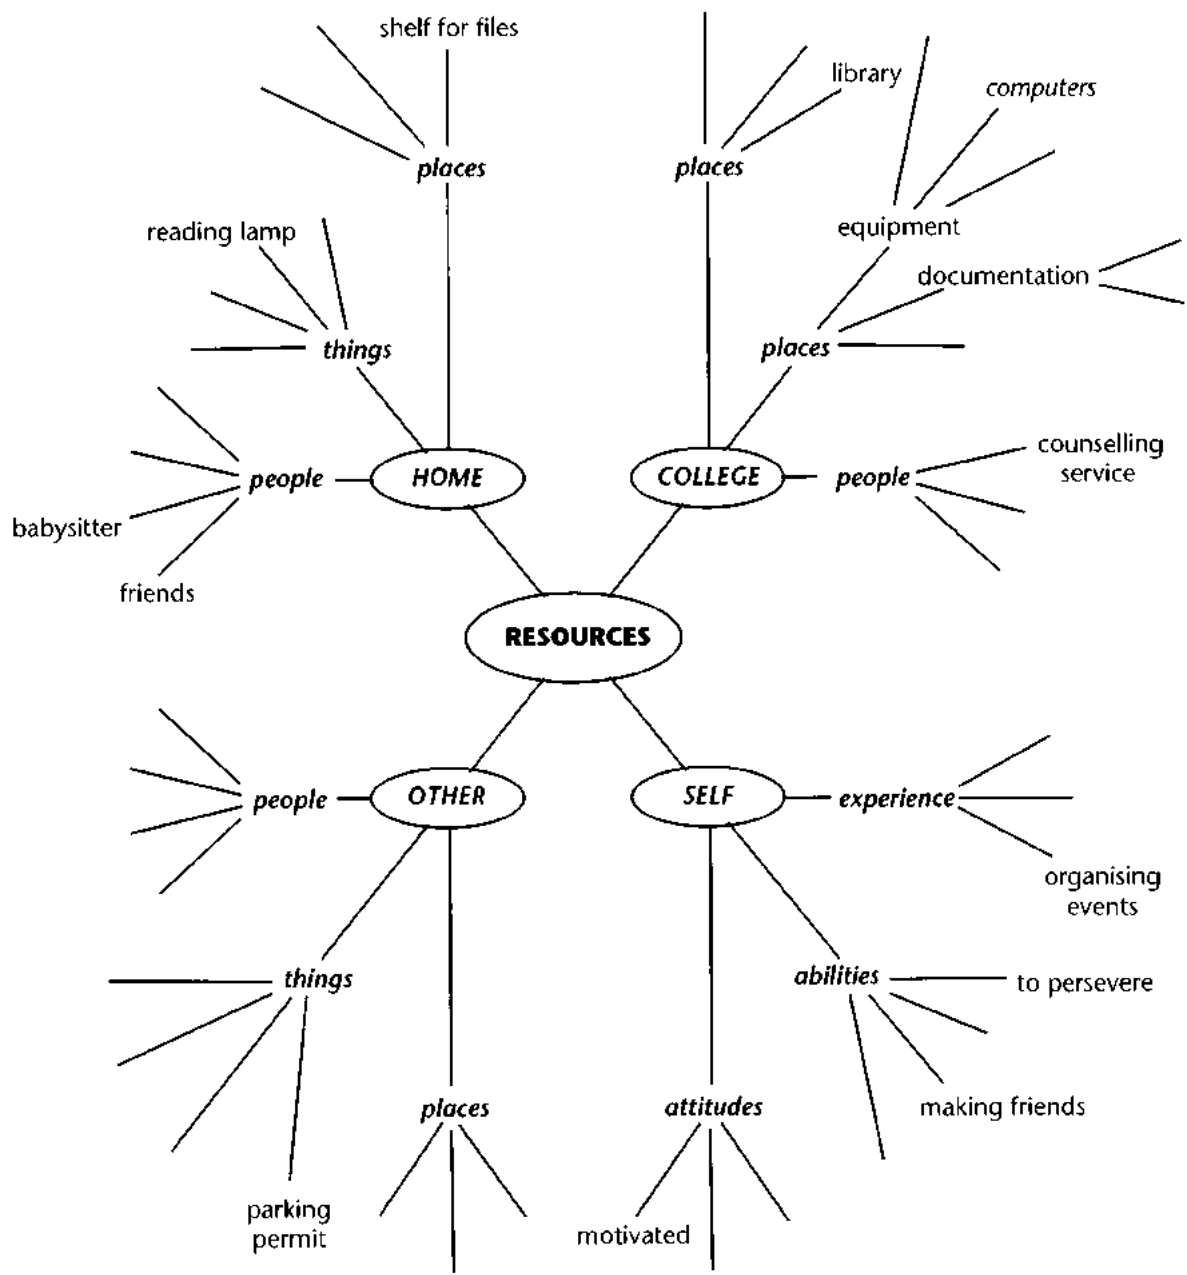 shelf for files
library
computers
places
places
reading lamp
equipment
documentation
things
places
people
HOME
COLLEGE
people
counselling
service
babysitter
friends
RESOURCES
people
OTHER
SELF
experience
organising
events
things
abilities
to persevere
places
attitudes
making friends
parking
permit
motivated